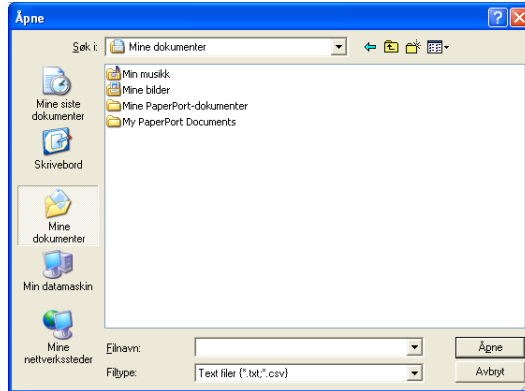 Åpne
Søk i:
Mine dokumenter
Mine siste
dokumenter
Skrivebord
Mine
dokumenter
Min datamaskin
Mine
nettverkssteder
Min musikk
Mine bilder
Mine PaperPort-dokumenter
My PaperPort Documents
Filnavn:
Åpne
Filtype:
Text filer {*.txt;*.csv}
Avbryt